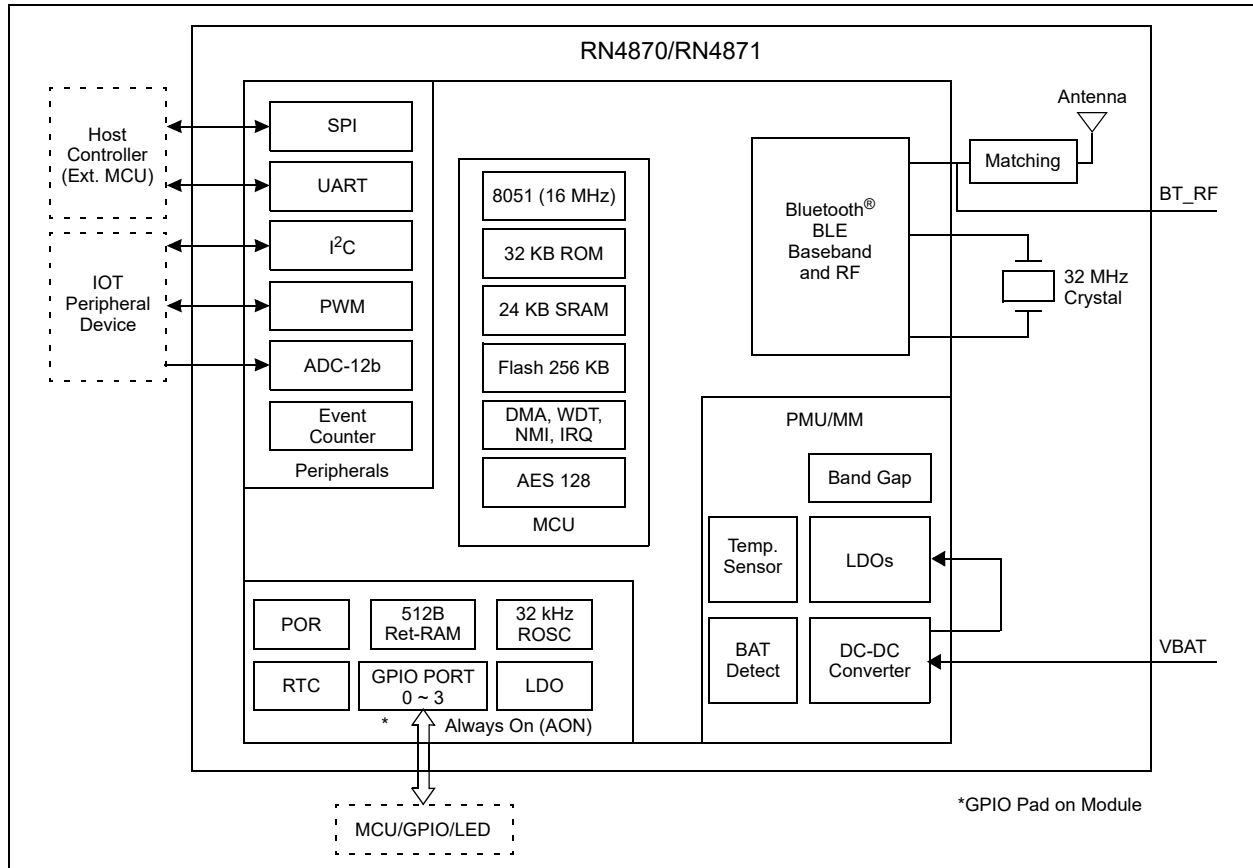 RN4870/RN4871
Host
Controller
(Ext. MCU)
IOT
Peripheral
Device
SPI
UART
I²C
PWM
ADC-12b
Event
Counter
Peripherals
8051 (16 MHz)
32 KB ROM
24 KB SRAM
Flash 256 KB
DMA, WDT,
NMI, IRQ
AES 128
MCU
Bluetooth®
BLE
Baseband
and RF
Antenna
Matching
BT_RF
32 MHz
Crystal
PMU/MM
Band Gap
Temp.
Sensor
LDOs
BAT
Detect
DC-DC
Converter
VBAT
POR
512B
Ret-RAM
32 kHz
ROSC
RTC
GPIO PORT
0 ~ 3
LDO
*
Always On (AON)
MCU/GPIO/LED
*GPIO Pad on Module